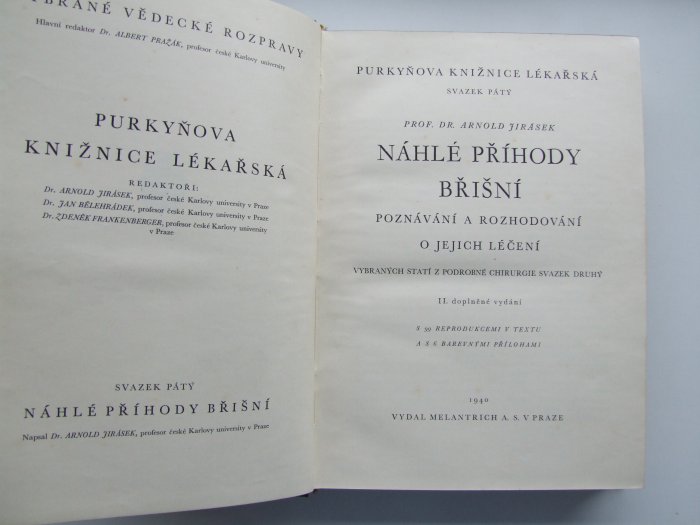 BRANÉ VĚDECKÉ ROZPRAVY
Hlavní redaktor Dr. ALBERT PRAŽÁK, profesor české Karlovy university
PURKYŇOVA
KNIŽNICE LÉKAŘSKÁ
REDAKTOŘI:
Dr. ARNOLD JIRÁSEK, profesor české Karlovy university v Praze
Dr. JAN BĚLEHRÁDEK, profesor české Karlovy university v Praze
Dr. ZDENĚK FRANKENBERGER, profesor české Karlovy university
v Praze
SVAZEK PÁTÝ
NÁHLÉ PŘÍHODY BŘIŠNÍ
Napsal Dr. ARNOLD JIRÁSEK, profesor české Karlovy university v Praze
PURKYŇOVA KNIŽNICE LÉKAŘSKÁ
SVAZEK PÁTÝ
PROF. DR. ARNOLD JIRÁSEK
NÁHLÉ PŘÍHODY
BŘIŠNÍ
POZNÁVÁNÍ A ROZHODOVÁNÍ
O JEJICH LÉČENÍ
VYBRANÝCH STATÍ Z PODROBNÉ CHIRURGIE SVAZEK DRUHÝ
II. doplněné vydání
S 99 REPRODUKCEMI V TEXTU
A S 6 BAREVNÝMI PŘÍLOHAMI
1940
VYDAL MELANTRICH A. S. V PRAZE